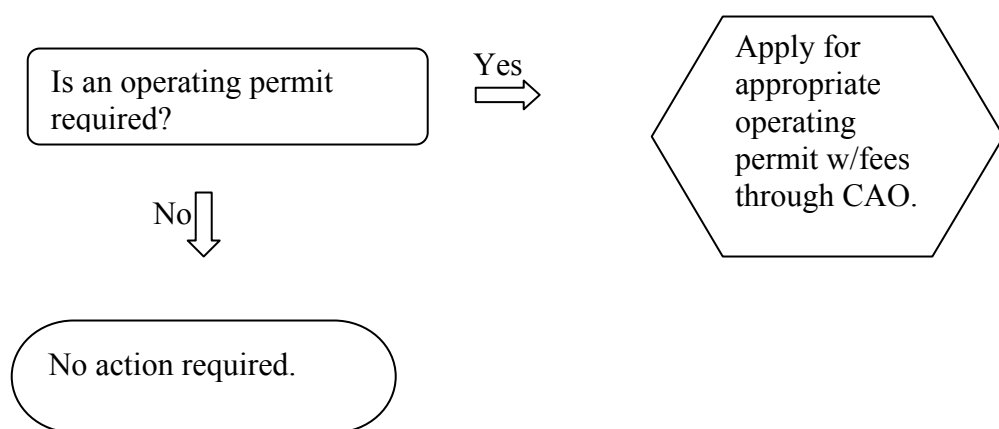 Is an operating permit
required?
Yes
Apply for
appropriate
operating
permit w/fees
through CAO.
No
No action required.